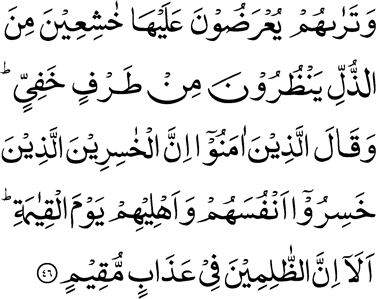 وَتَرٰىهُمْ يُعْرَضُوْنَ عَلَيْهَا خٰشِعِيْنَ مِنَ
الذُّلِّ يَنْظُرُوْنَ مِنْ طَرْفٍ خَفِيٍّ ؕ
وَقَالَ الَّذِيْنَ اٰمَنُوْۤا اِنَّ الْخٰسِرِيْنَ الَّذِيْنَ
خَسِرُوْۤا اَنْفُسَهُمْ وَاَهْلِيْهِمْ يَوْمَ الْقِيٰمَةِ ؕ
اَلَاۤ اِنَّ الظّٰلِمِيْنَ فِيْ عَذَابٍ مُّقِيْمٍ ۝۴۶